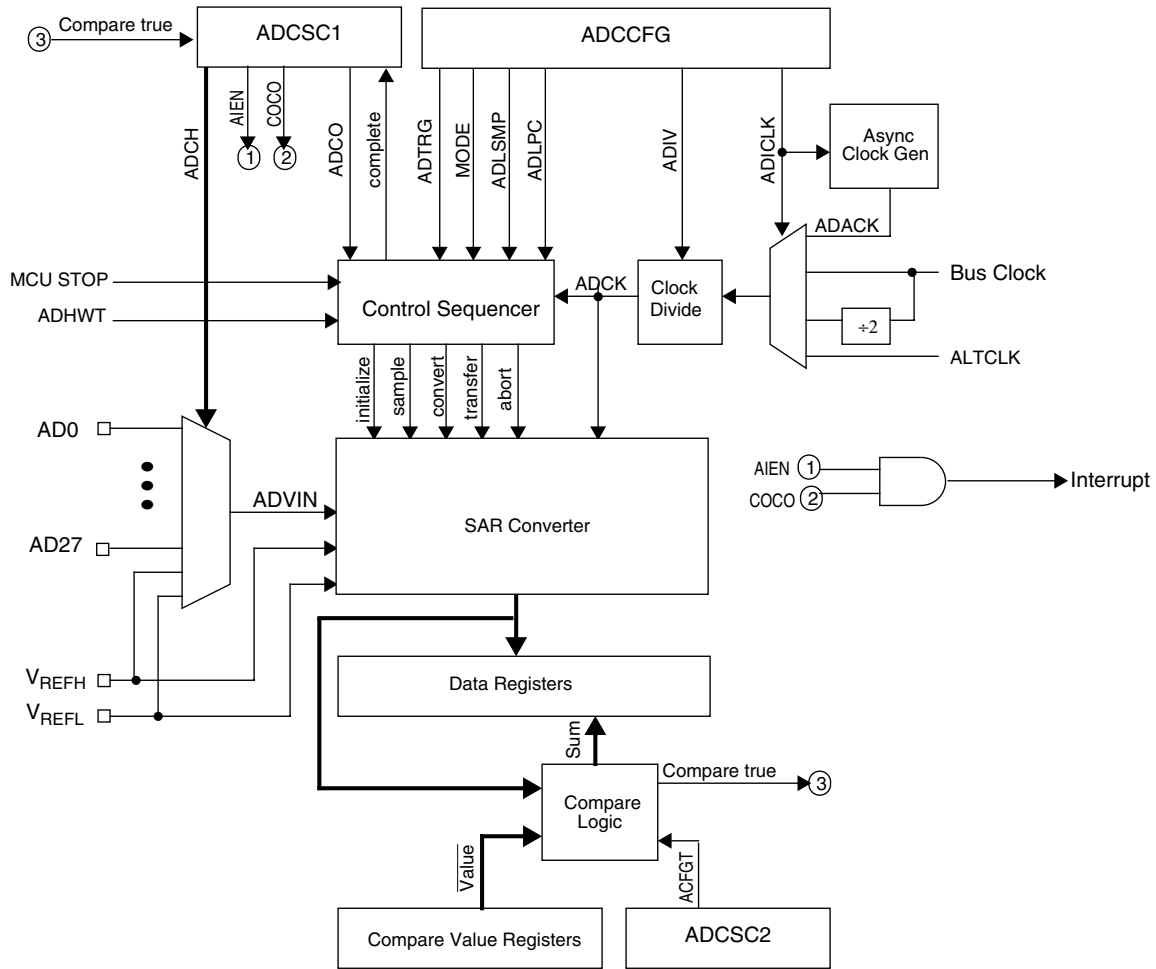 3
Compare true
ADCSC1
ADCCFG
ADCH
AIEN
COCO
ADCO
complete
ADTRG
MODE
ADLSMP
ADLPC
ADIV
ADICLK
Async
Clock Gen
1
2
ADACK
MCU STOP
ADHWT
Control Sequencer
ADCK
Clock
Divide
Bus Clock
÷2
ALTCLK
initialize
sample
convert
transfer
abort
AD0
AD27
ADVIN
SAR Converter
AIEN 1
COCO 2
Interrupt
VREFH
VREFL
Data Registers
Sum
Compare true
3
Compare
Logic
Value
ACFGT
Compare Value Registers
ADCSC2